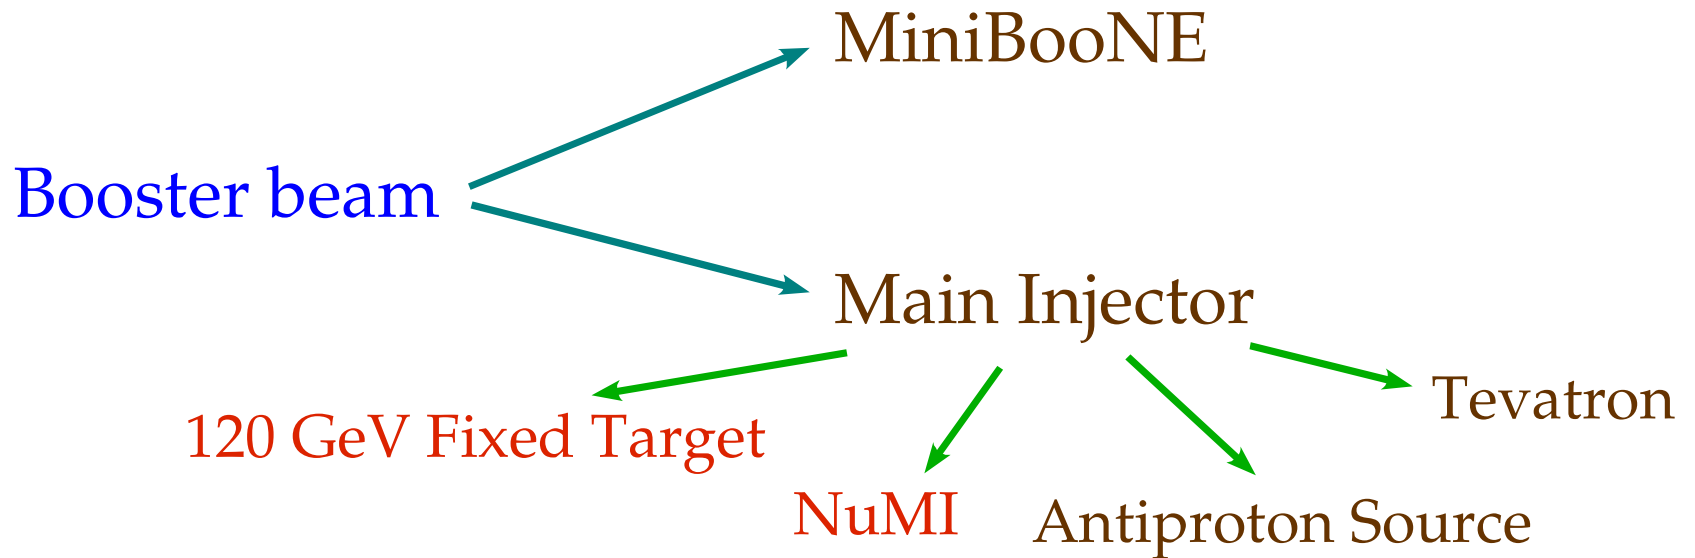 MiniBooNE
Booster beam
Main Injector
Tevatron
120 GeV Fixed Target
NuMI
Antiproton Source